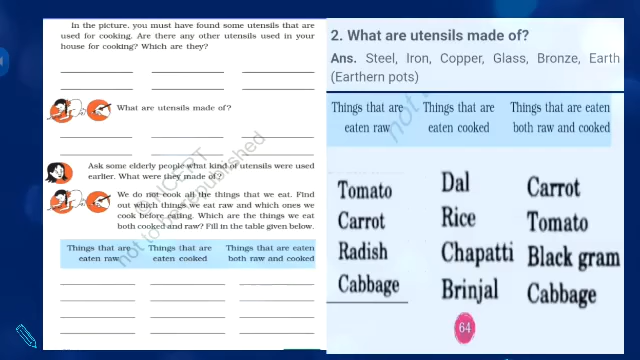 In the picture, you must have found some utensils that are
used for cooking. Are there any other utensils used in your
house for cooking? Which are they?
What are utensils made of?
Ask some elderly people what kind of utensils were used
earlier. What were they made of?
We do not cook all the things that we eat. Find
out which things we eat raw and which ones we
cook before eating. Which are the things we eat
both cooked and raw? Fill in the table given below.
Things that are Things that are Things that are eaten
eaten raw eaten cooked both raw and cooked
not to be republished
2. What are utensils made of?
Ans. Steel, Iron, Copper, Glass, Bronze, Earth
(Earthern pots)
Things that are Things that are Things that are eaten
eaten raw eaten cooked both raw and cooked
Tomato Dal Carrot
Carrot Rice Tomato
Radish Chapatti Black gram
Cabbage Brinjal Cabbage
64